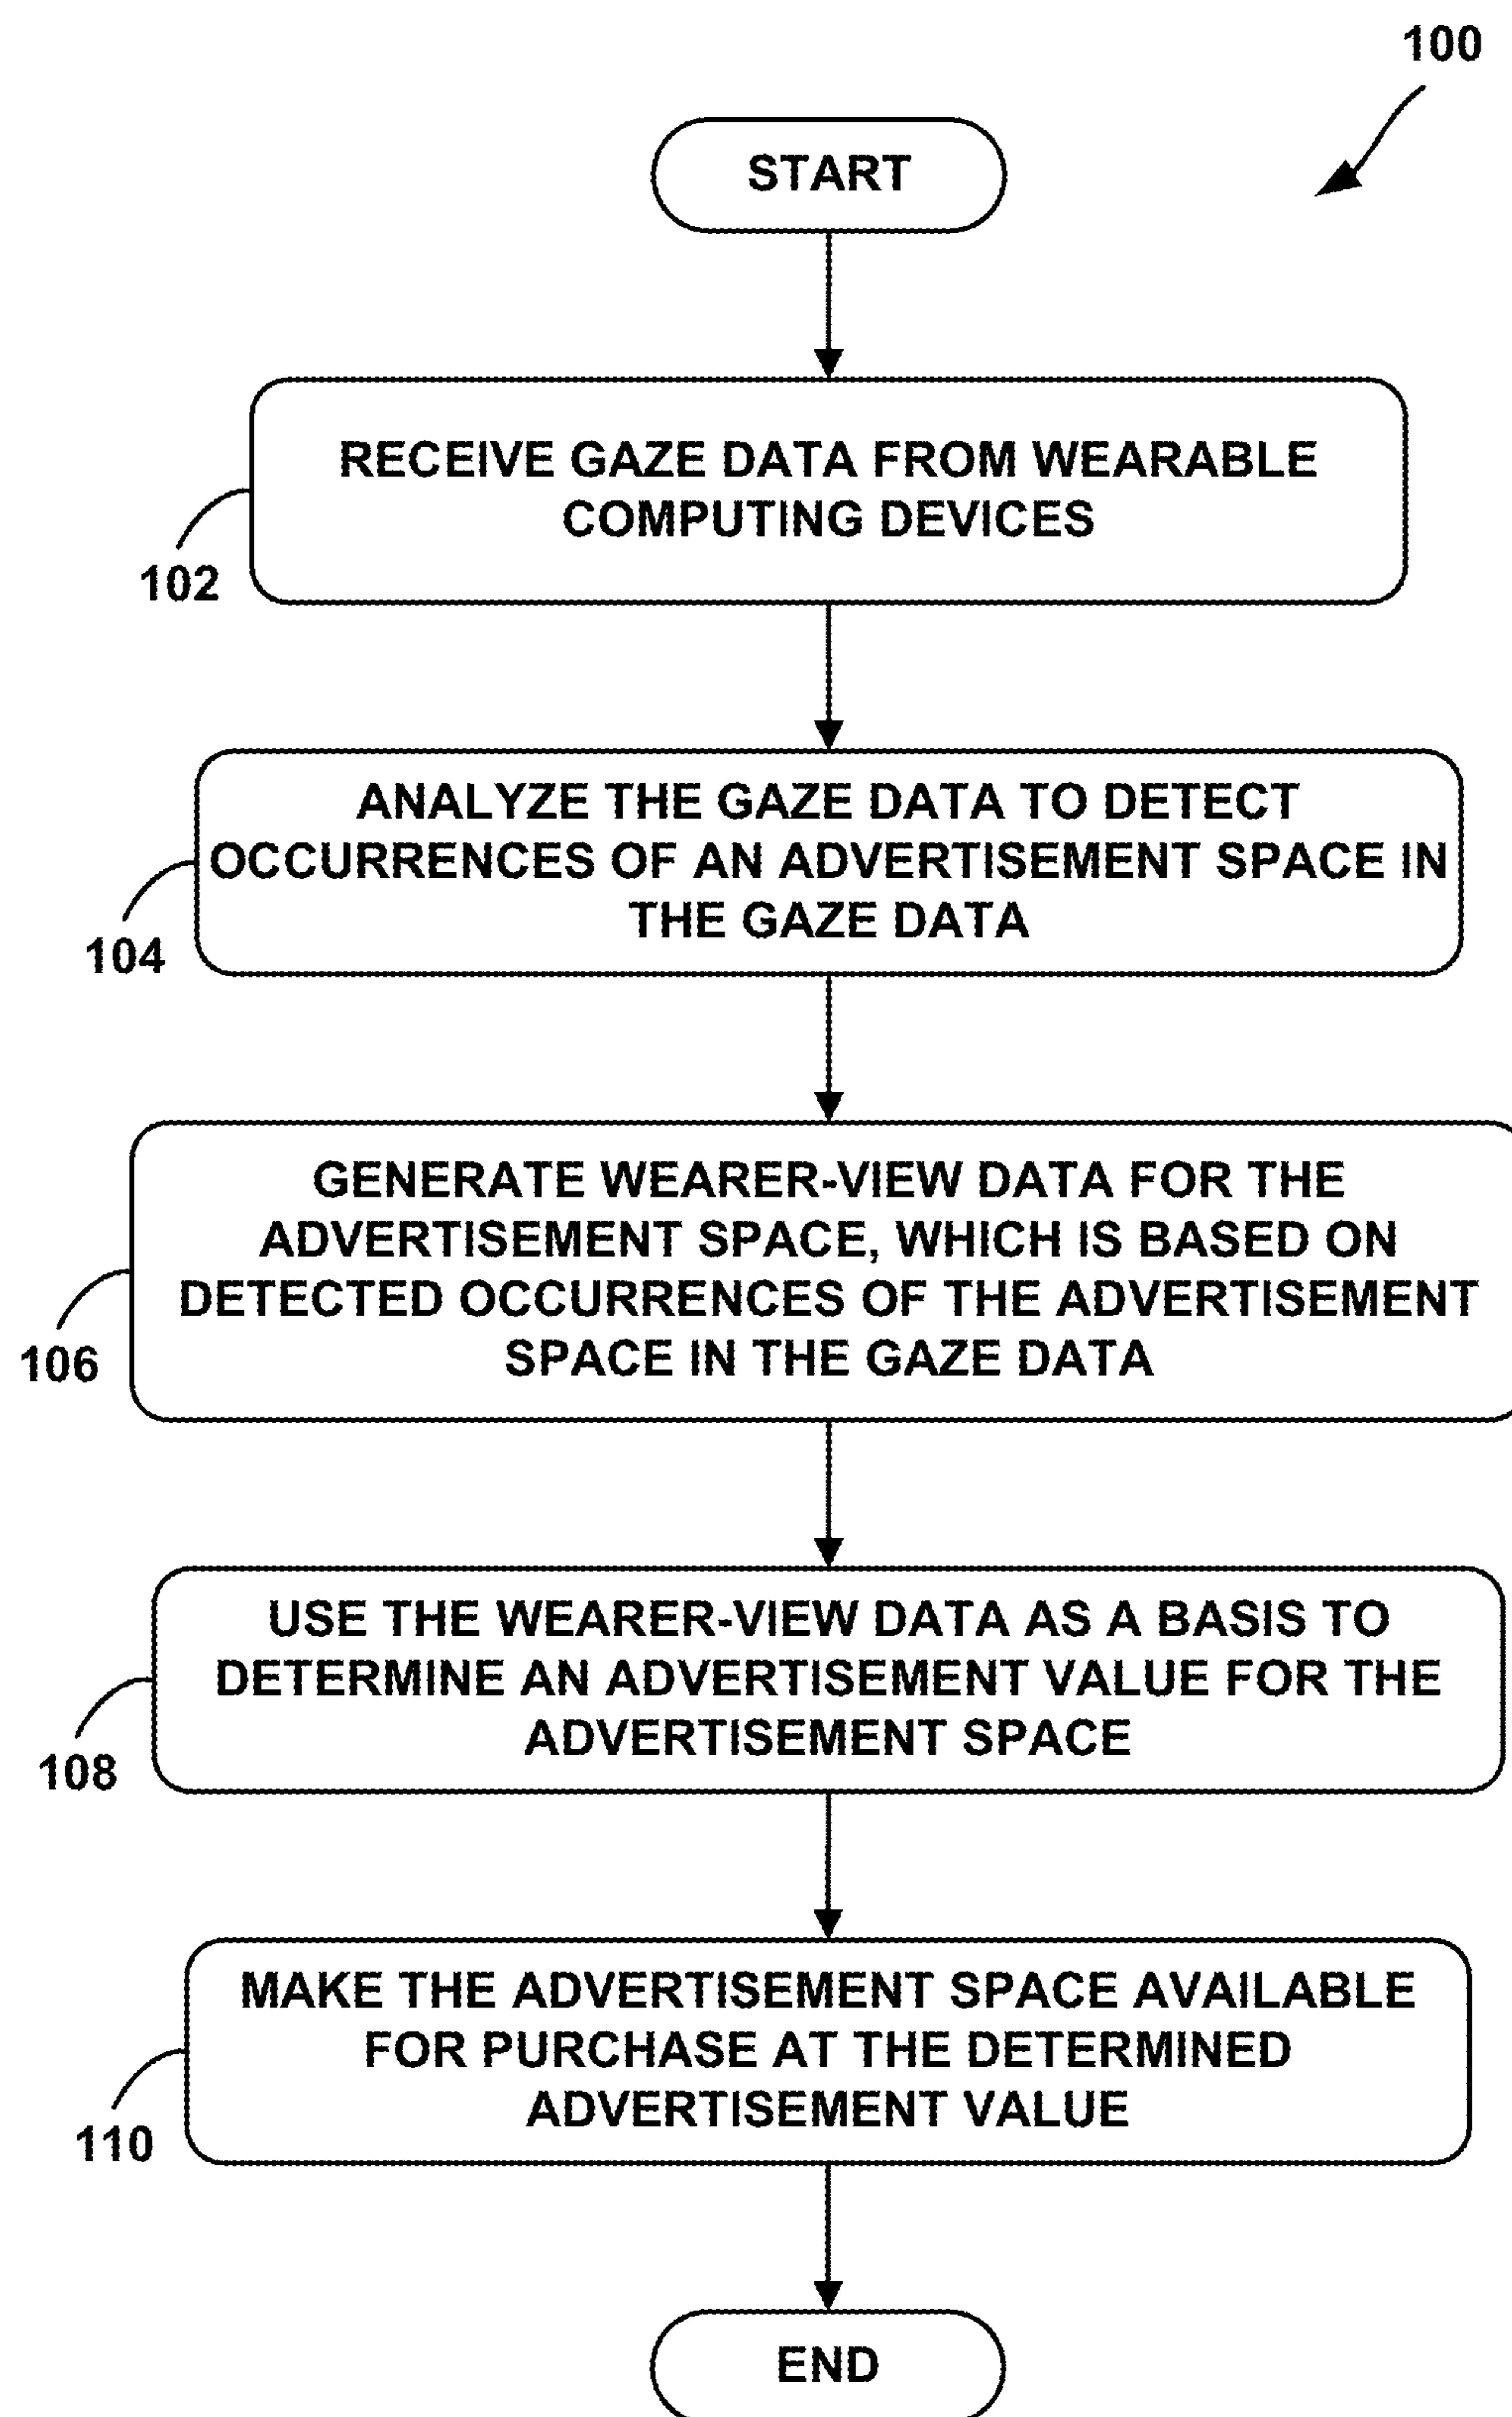 100
START
RECEIVE GAZE DATA FROM WEARABLE
COMPUTING DEVICES
102
ANALYZE THE GAZE DATA TO DETECT
OCCURRENCES OF AN ADVERTISEMENT SPACE IN
THE GAZE DATA
104
GENERATE WEARER-VIEW DATA FOR THE
ADVERTISEMENT SPACE, WHICH IS BASED ON
DETECTED OCCURRENCES OF THE ADVERTISEMENT
SPACE IN THE GAZE DATA
106
USE THE WEARER-VIEW DATA AS A BASIS TO
DETERMINE AN ADVERTISEMENT VALUE FOR THE
ADVERTISEMENT SPACE
108
MAKE THE ADVERTISEMENT SPACE AVAILABLE
FOR PURCHASE AT THE DETERMINED
ADVERTISEMENT VALUE
110
END